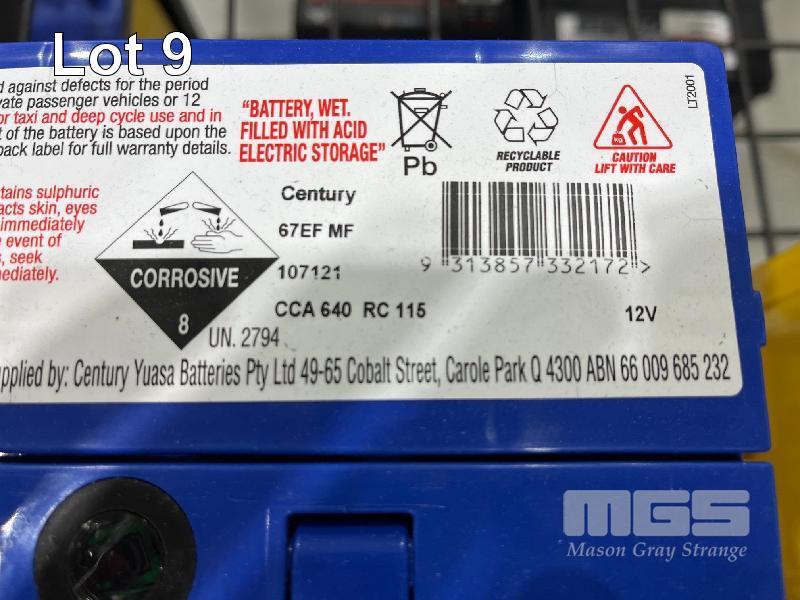 Lot 9
d against defects for the period
vate passenger vehicles or 12
or taxi and deep cycle use and in
t of the battery is based upon the
back label for full warranty details.
"BATTERY, WET.
FILLED WITH ACID
ELECTRIC STORAGE"
Pb
RECYCLABLE
PRODUCT
KG
CAUTION
LIFT WITH CARE
LT2001
tains sulphuric
acts skin, eyes
immediately
event of
s, seek
nediately.
CORROSIVE
8
UN. 2794
Century
67EF MF
107121
CCA 640 RC 115
9 313857 332172 >
12V
upplied by: Century Yuasa Batteries Pty Ltd 49-65 Cobalt Street, Carole Park Q 4300 ABN 66 009 685 232
MGS
Mason Gray Strange